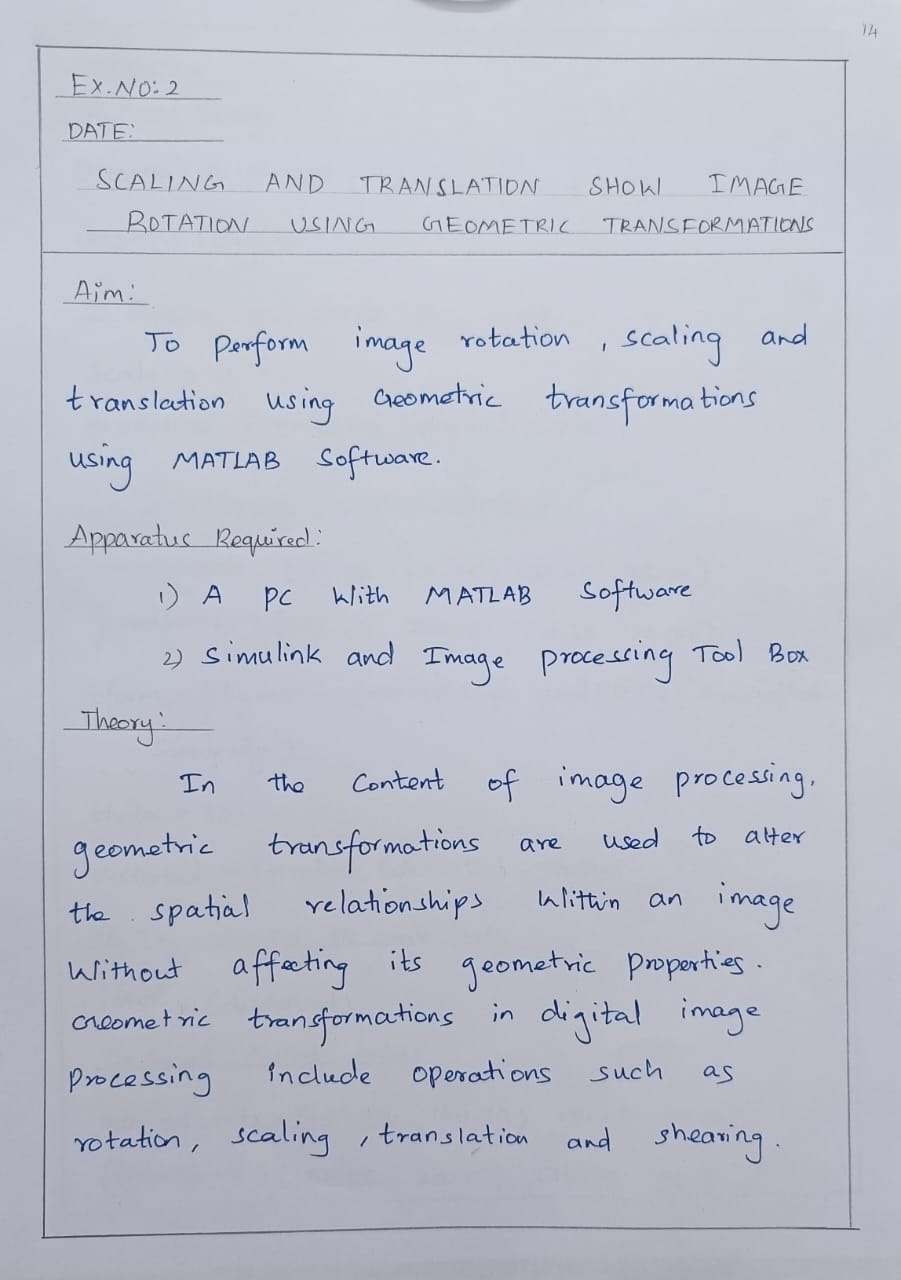 14
EX.NO: 2
DATE:
SCALING AND TRANSLATION SHOW IMAGE
ROTATION USING GEOMETRIC TRANSFORMATIONS
Aim:
To perform image rotation, scaling and
translation using Geometric transformations
using MATLAB Software.
Apparatus Required:
1) A PC With MATLAB Software
2) Simulink and Image processing Tool Box
Theory:
In the Content of image processing,
geometric transformations are used to alter
the spatial relationships Within an image
Without affecting its geometric properties.
Geometric transformations in digital image
Processing include operations such as
rotation, scaling, translation and shearing.